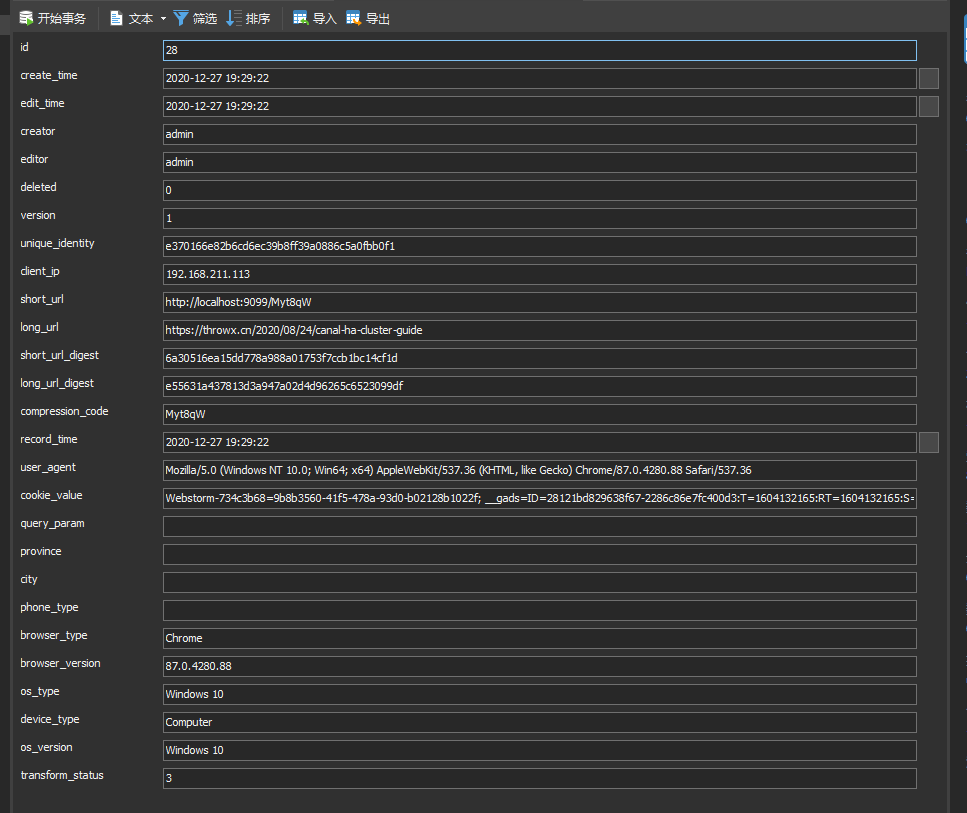 开始事务 文本 筛选 排序 导入 导出
id 28
create_time 2020-12-27 19:29:22
edit_time 2020-12-27 19:29:22
creator admin
editor admin
deleted 0
version 1
unique_identity e370166e82b6cd6ec39b8ff39a0886c5a0fbb0f1
client_ip 192.168.211.113
short_url http://localhost:9099/Myt8qW
long_url https://throwx.cn/2020/08/24/canal-ha-cluster-guide
short_url_digest 6a30516ea15dd778a988a01753f7ccb1bc14cf1d
long_url_digest e55631a437813d3a947a02d4d96265c6523099df
compression_code Myt8qW
record_time 2020-12-27 19:29:22
user_agent Mozilla/5.0 (Windows NT 10.0; Win64; x64) AppleWebKit/537.36 (KHTML, like Gecko) Chrome/87.0.4280.88 Safari/537.36
cookie_value Webstorm-734c3b68=9b8b3560-41f5-478a-93d0-b02128b1022f; __gads=ID=28121bd829638f67-2286c86e7fc400d3:T=1604132165:RT=1604132165:S=
query_param
province
city
phone_type
browser_type Chrome
browser_version 87.0.4280.88
os_type Windows 10
device_type Computer
os_version Windows 10
transform_status 3